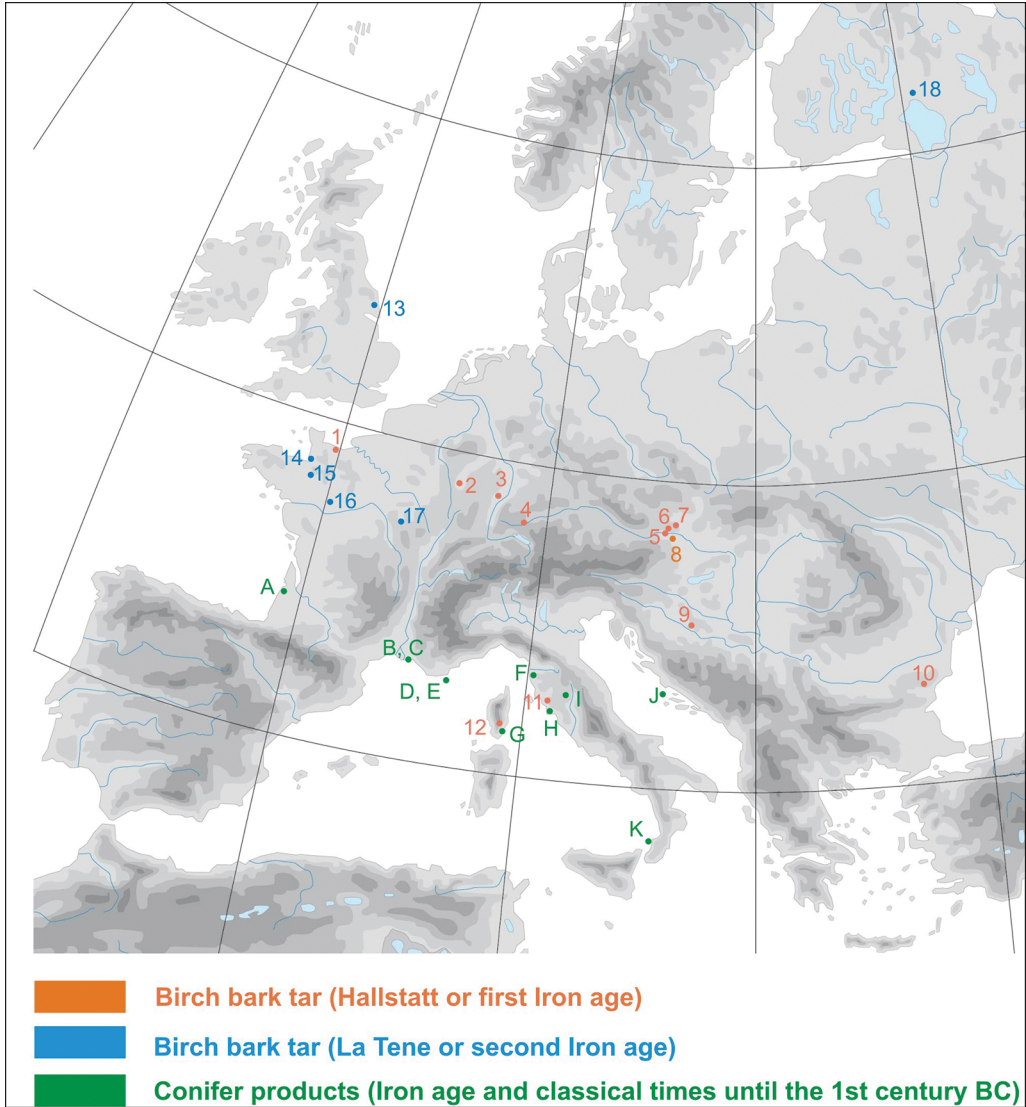 18
13
1
14
15
2
3
16
4
17
6
7
5
8
A
9
B, C
F
10
D, E
11
I
J
H
12
G
K
Birch bark tar (Hallstatt or first Iron age)
Birch bark tar (La Tene or second Iron age)
Conifer products (Iron age and classical times until the 1st century BC)